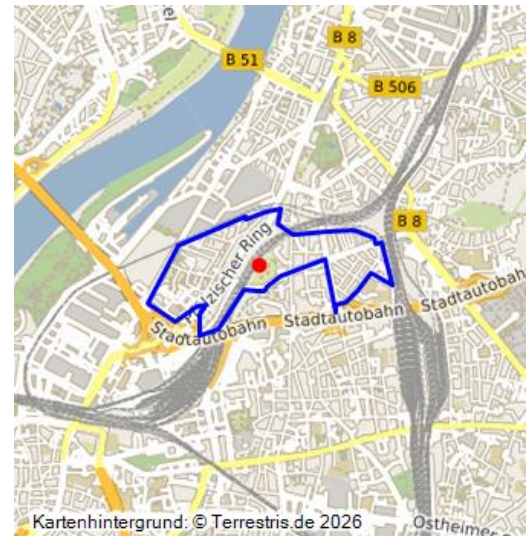 B 8
B 51
B 506
B 8
zischer Ring
Stadtautobahn
Stadtautobahn
Stadtautobahn
Kartenhintergrund: © Terrestris.de 2026
Ostheimer